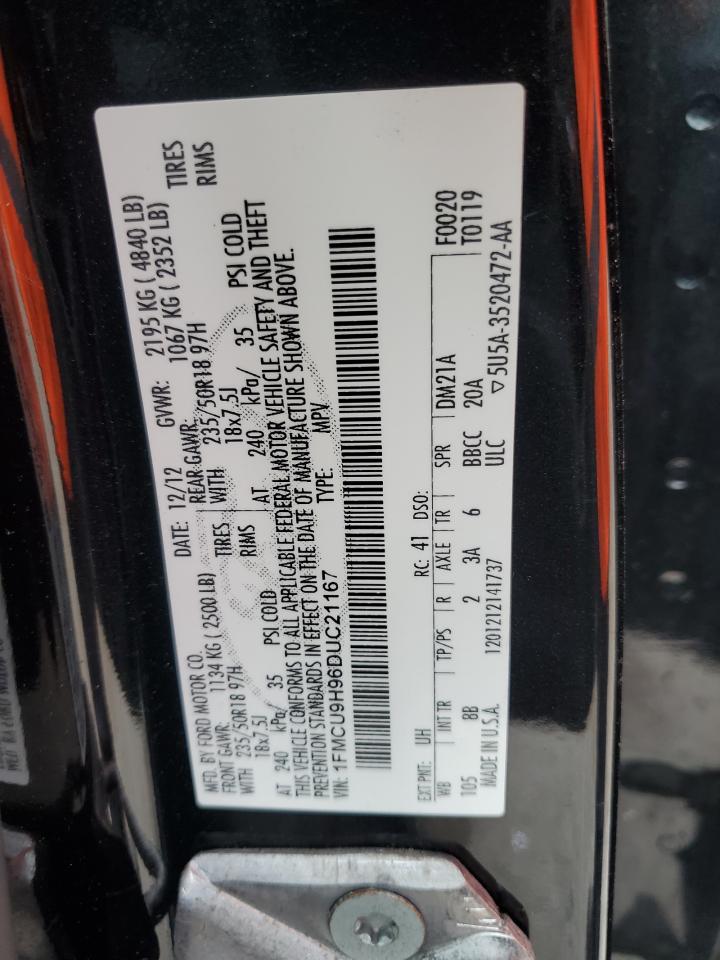 MFD. BY FORD MOTOR CO. DATE: 12/12 GVWR: 2195 KG ( 4840 LB)
FRONT GAWR: 1134 KG ( 2500 LB) REAR GAWR: 1067 KG ( 2352 LB)
WITH 235/50R18 97H TIRES WITH 235/50R18 97H TIRES
18x7.5J RIMS 18x7.5J RIMS
AT 240 kPa/ 35 PSI COLD AT 240 kPa/ 35 PSI COLD
THIS VEHICLE CONFORMS TO ALL APPLICABLE FEDERAL MOTOR VEHICLE SAFETY AND THEFT
PREVENTION STANDARDS IN EFFECT ON THE DATE OF MANUFACTURE SHOWN ABOVE.
1FMCU9H96DUC21167 TYPE: MPV
EXT PNT: UH RC: 41 DSO: F0020
WB INT TR TP/PS R AXLE TR SPR DM21A T0119
105 8B 2 3A 6 BBCC 20A
MADE IN U.S.A. 1201212141737 ULC ▽5U5A-3520472-AA